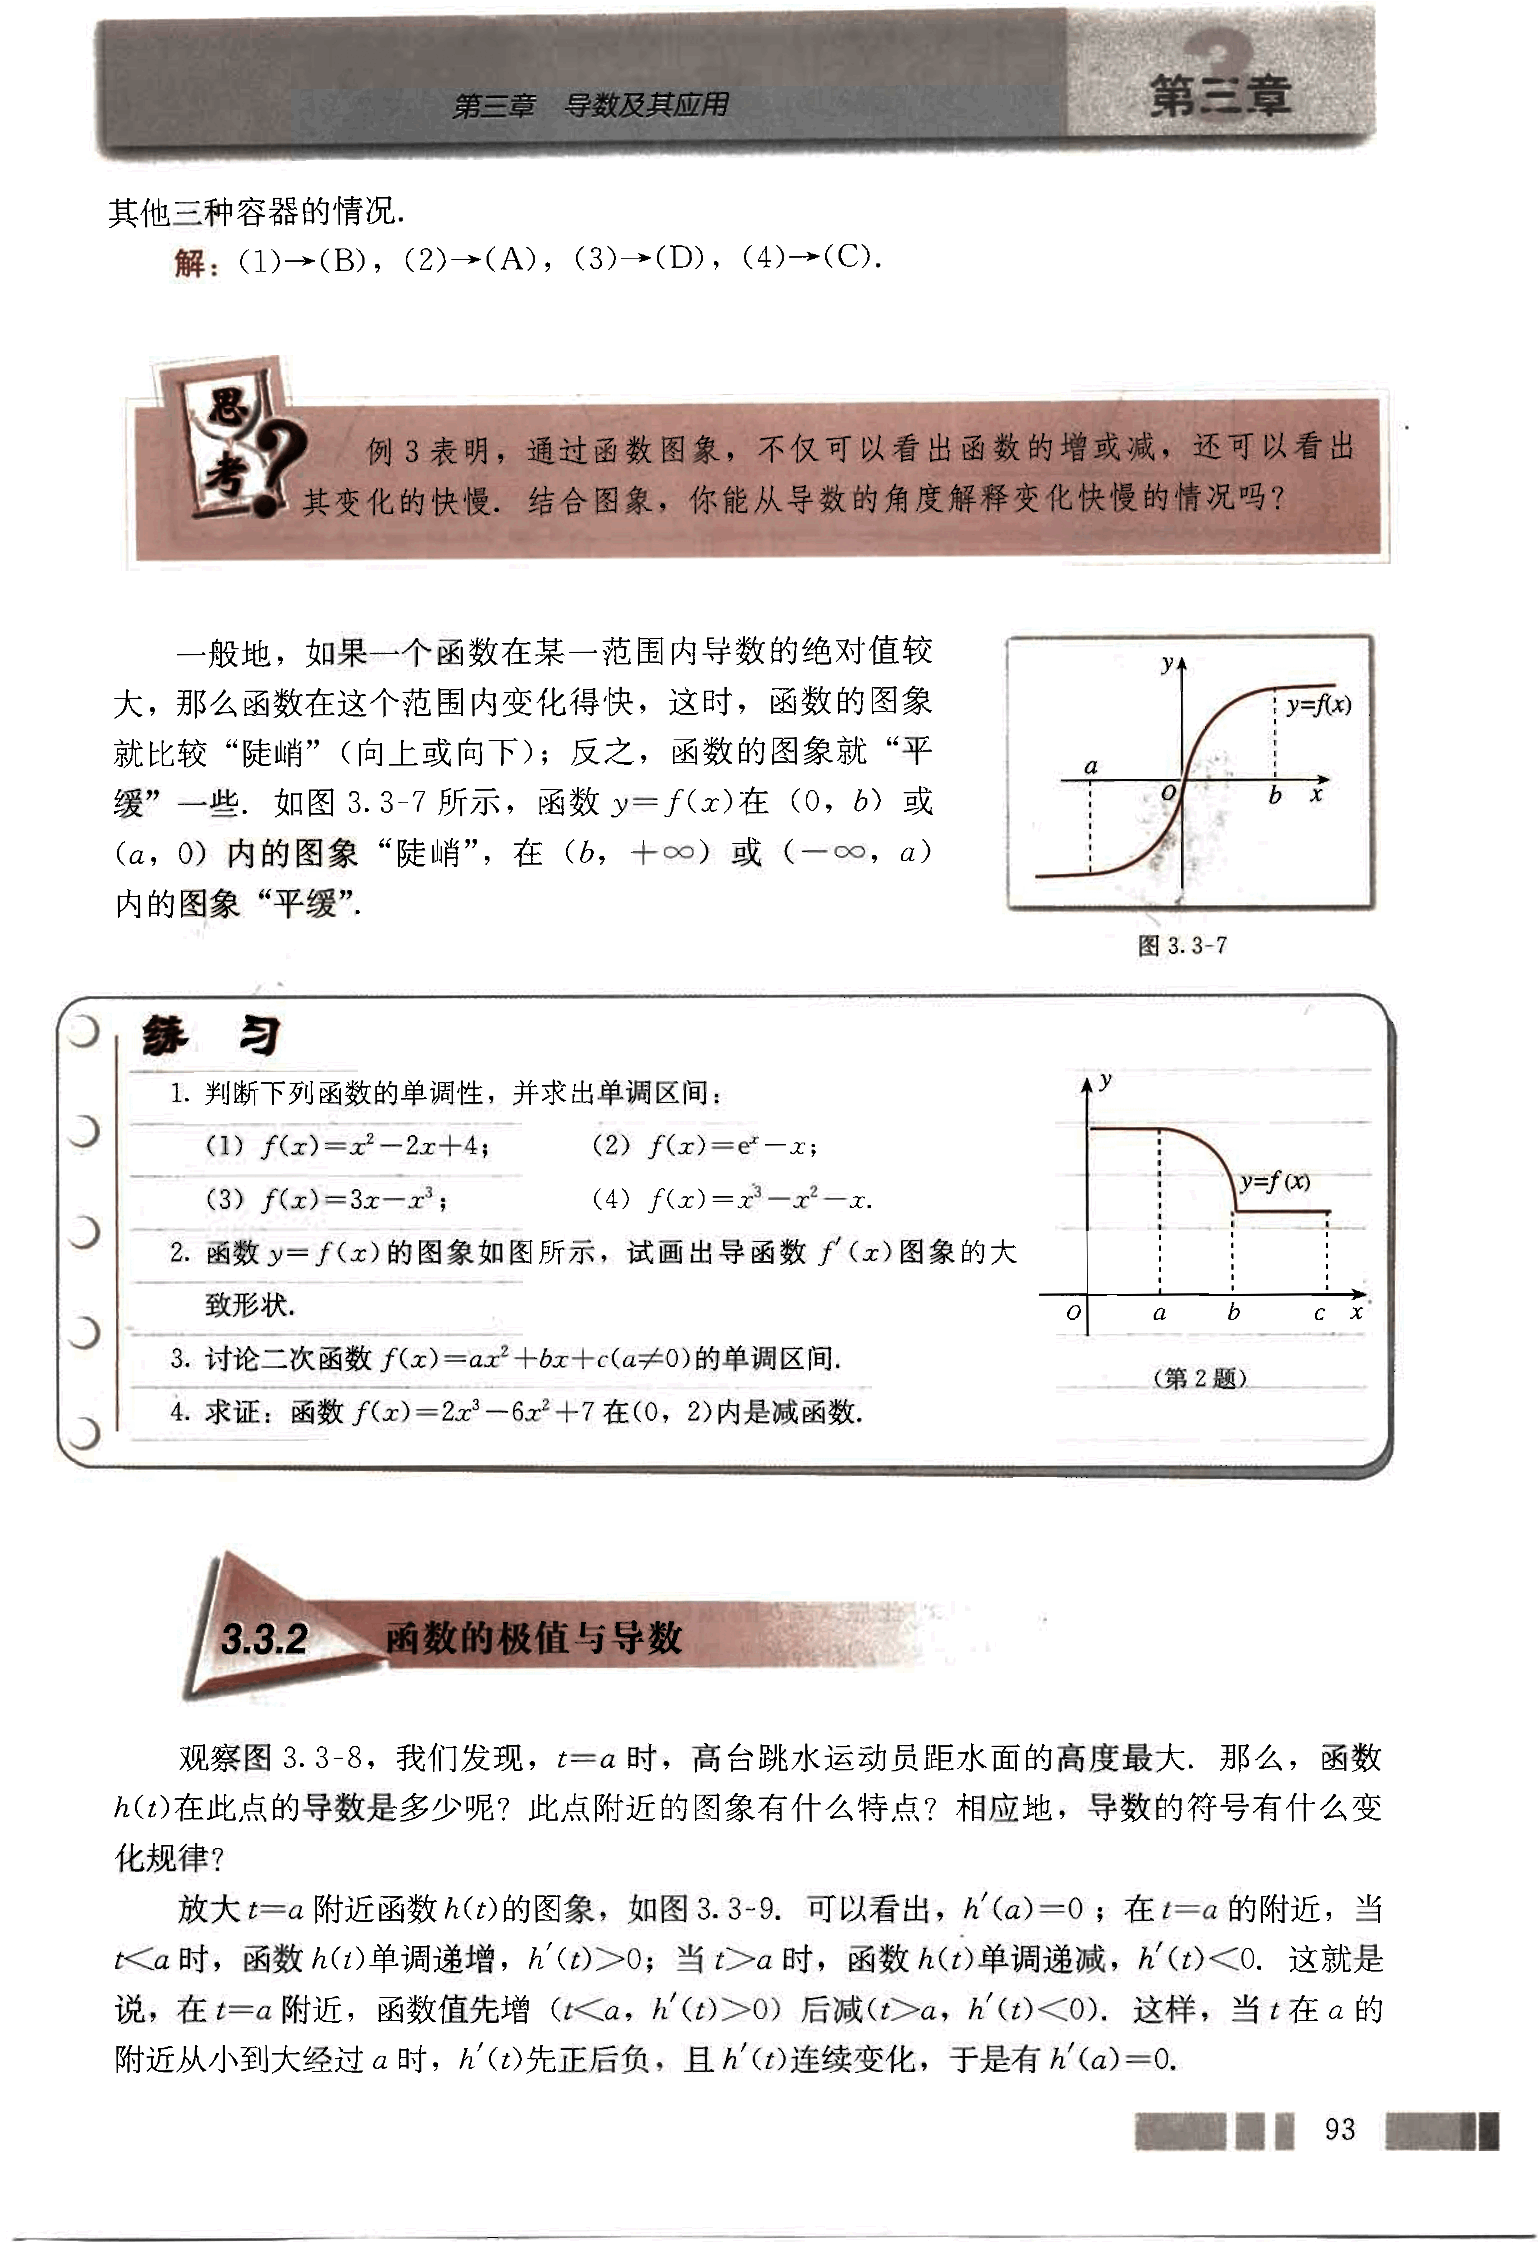 第三章 导数及其应用
第三章
其他三种容器的情况.
解：(1)→(B)，(2)→(A)，(3)→(D)，(4)→(C).
思考?
例 3 表明，通过函数图象，不仅可以看出函数的增或减，还可以看出
其变化的快慢. 结合图象，你能从导数的角度解释变化快慢的情况吗？
一般地，如果一个函数在某一范围内导数的绝对值较
大，那么函数在这个范围内变化得快，这时，函数的图象
就比较“陡峭”（向上或向下）；反之，函数的图象就“平
缓”一些. 如图 3.3-7 所示，函数 y=f(x)在（0，b）或
（a，0）内的图象“陡峭”，在（b，+∞）或（－∞，a）
内的图象“平缓”.
y
y=f(x)
a
O
b
x
图 3.3-7
练 习
1. 判断下列函数的单调性，并求出单调区间：
(1) f(x)=x²－2x+4； (2) f(x)=eˣ－x；
(3) f(x)=3x－x³； (4) f(x)=x³－x²－x.
2. 函数 y=f(x)的图象如图所示，试画出导函数 f′(x)图象的大
致形状.
3. 讨论二次函数 f(x)=ax²+bx+c(a≠0)的单调区间.
4. 求证：函数 f(x)=2x³－6x²+7 在(0，2)内是减函数.
y
y=f(x)
O a b c x
（第 2 题）
3.3.2 函数的极值与导数
观察图 3.3-8，我们发现，t=a 时，高台跳水运动员距水面的高度最大. 那么，函数
h(t)在此点的导数是多少呢？此点附近的图象有什么特点？相应地，导数的符号有什么变
化规律？
放大 t=a 附近函数 h(t)的图象，如图 3.3-9. 可以看出，h′(a)=0；在 t=a 的附近，当
t<a 时，函数 h(t)单调递增，h′(t)>0；当 t>a 时，函数 h(t)单调递减，h′(t)<0. 这就是
说，在 t=a 附近，函数值先增（t<a，h′(t)>0）后减(t>a，h′(t)<0). 这样，当 t 在 a 的
附近从小到大经过 a 时，h′(t)先正后负，且 h′(t)连续变化，于是有 h′(a)=0.
93